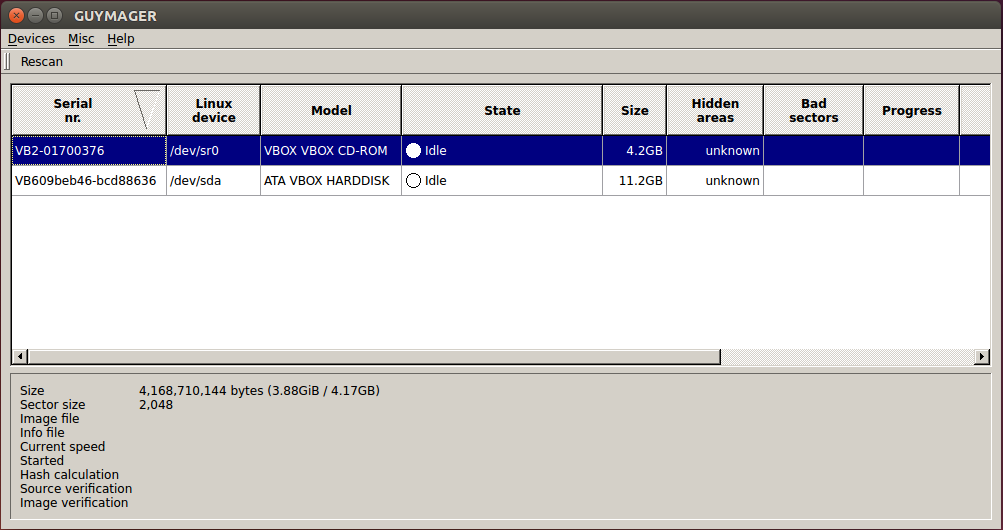 GUYMAGER
Devices Misc Help
Rescan
Serial nr. Linux device Model State Size Hidden areas Bad sectors Progress
VB2-01700376 /dev/sr0 VBOX VBOX CD-ROM Idle 4.2GB unknown
VB609beb46-bcd88636 /dev/sda ATA VBOX HARDDISK Idle 11.2GB unknown
Size 4,168,710,144 bytes (3.88GiB / 4.17GB)
Sector size 2,048
Image file
Info file
Current speed
Started
Hash calculation
Source verification
Image verification